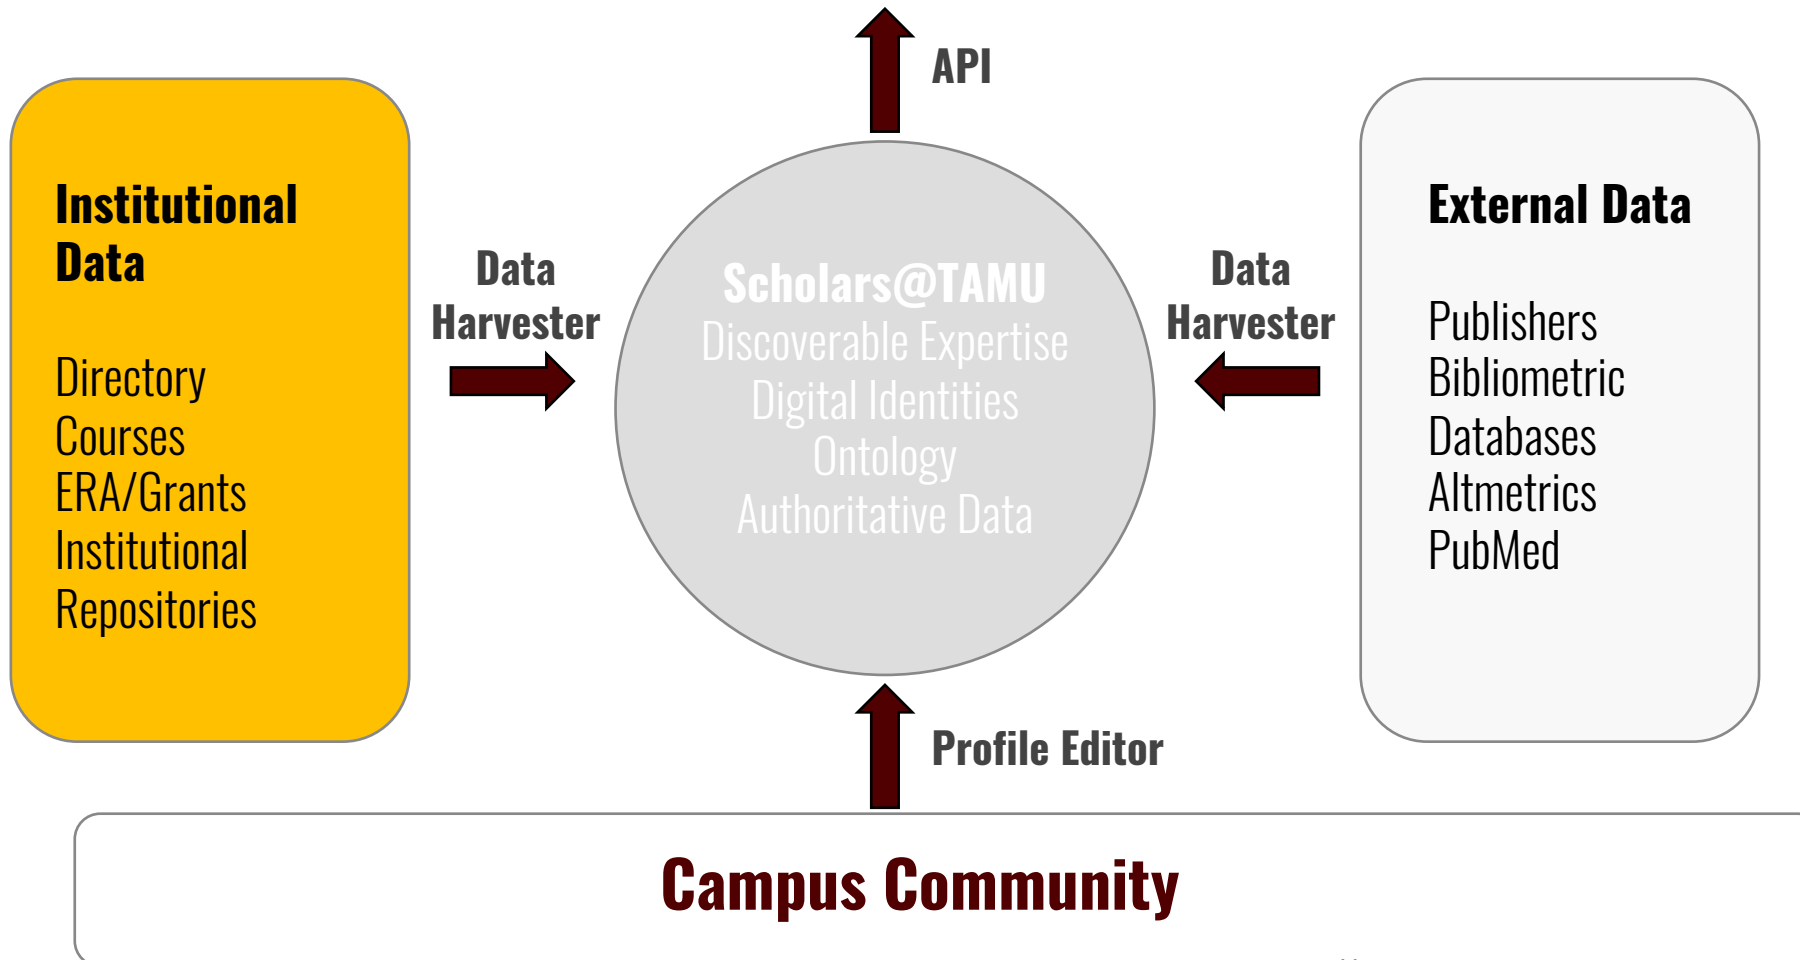 API
Institutional
Data
Directory
Courses
ERA/Grants
Institutional
Repositories
Data
Harvester
Scholars@TAMU
Discoverable Expertise
Digital Identities
Ontology
Authoritative Data
Data
Harvester
External Data
Publishers
Bibliometric
Databases
Altmetrics
PubMed
Profile Editor
Campus Community